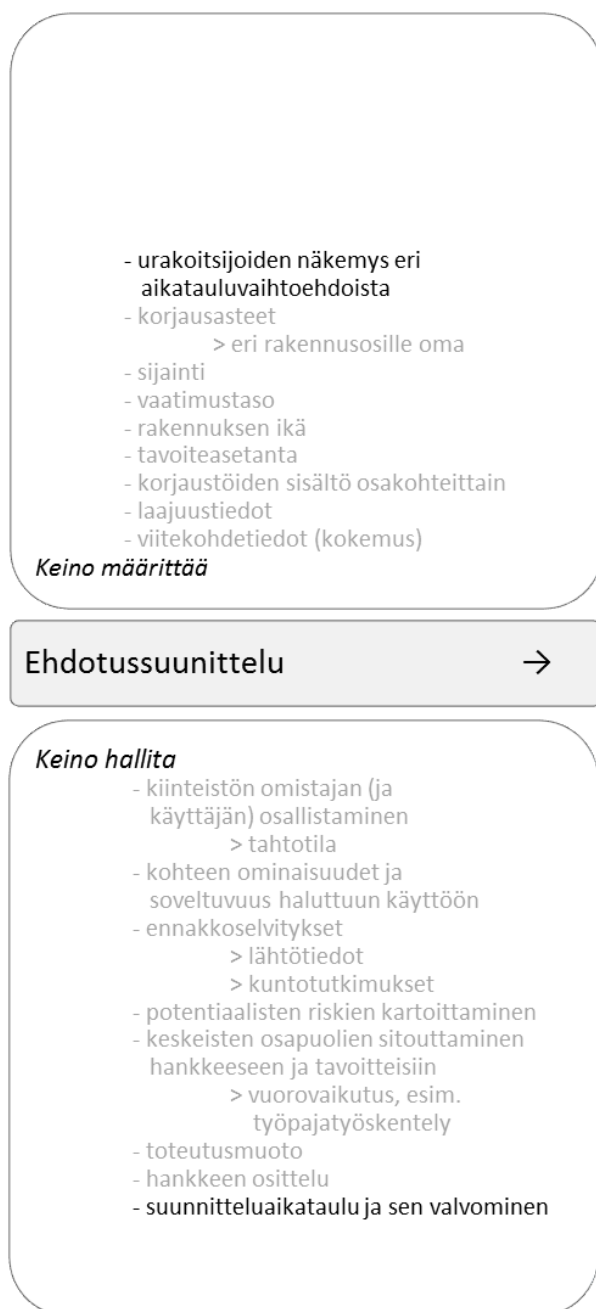 - urakoitsijoiden näkemys eri
aikatauluvaihtoehdoista
- korjausasteet
> eri rakennusosille oma
- sijainti
- vaatimustaso
- rakennuksen ikä
- tavoiteasetanta
- korjaustöiden sisältö osakohteittain
- laajuustiedot
- viitekohdetiedot (kokemus)
Keino määrittää
Ehdotussuunittelu →
Keino hallita
- kiinteistön omistajan (ja
käyttäjän) osallistaminen
> tahtotila
- kohteen ominaisuudet ja
soveltuvuus haluttuun käyttöön
- ennakkoselvitykset
> lähtötiedot
> kuntotutkimukset
- potentiaalisten riskien kartoittaminen
- keskeisten osapuolien sitouttaminen
hankkeeseen ja tavoitteisiin
> vuorovaikutus, esim.
työpajatyöskentely
- toteutusmuoto
- hankkeen osittelu
- suunnitteluaikataulu ja sen valvominen